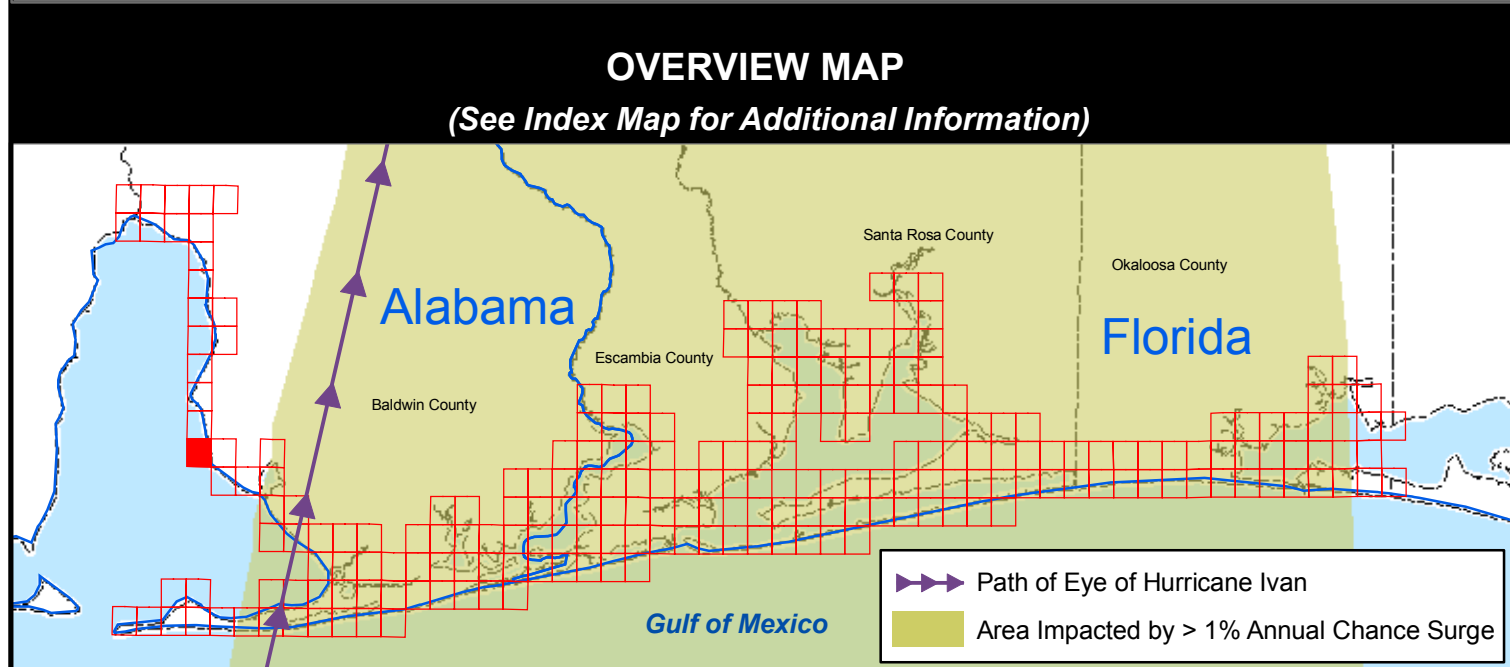 OVERVIEW MAP
(See Index Map for Additional Information)
Santa Rosa County
Okaloosa County
Alabama
Florida
Escambia County
Baldwin County
Gulf of Mexico
Path of Eye of Hurricane Ivan
Area Impacted by > 1% Annual Chance Surge